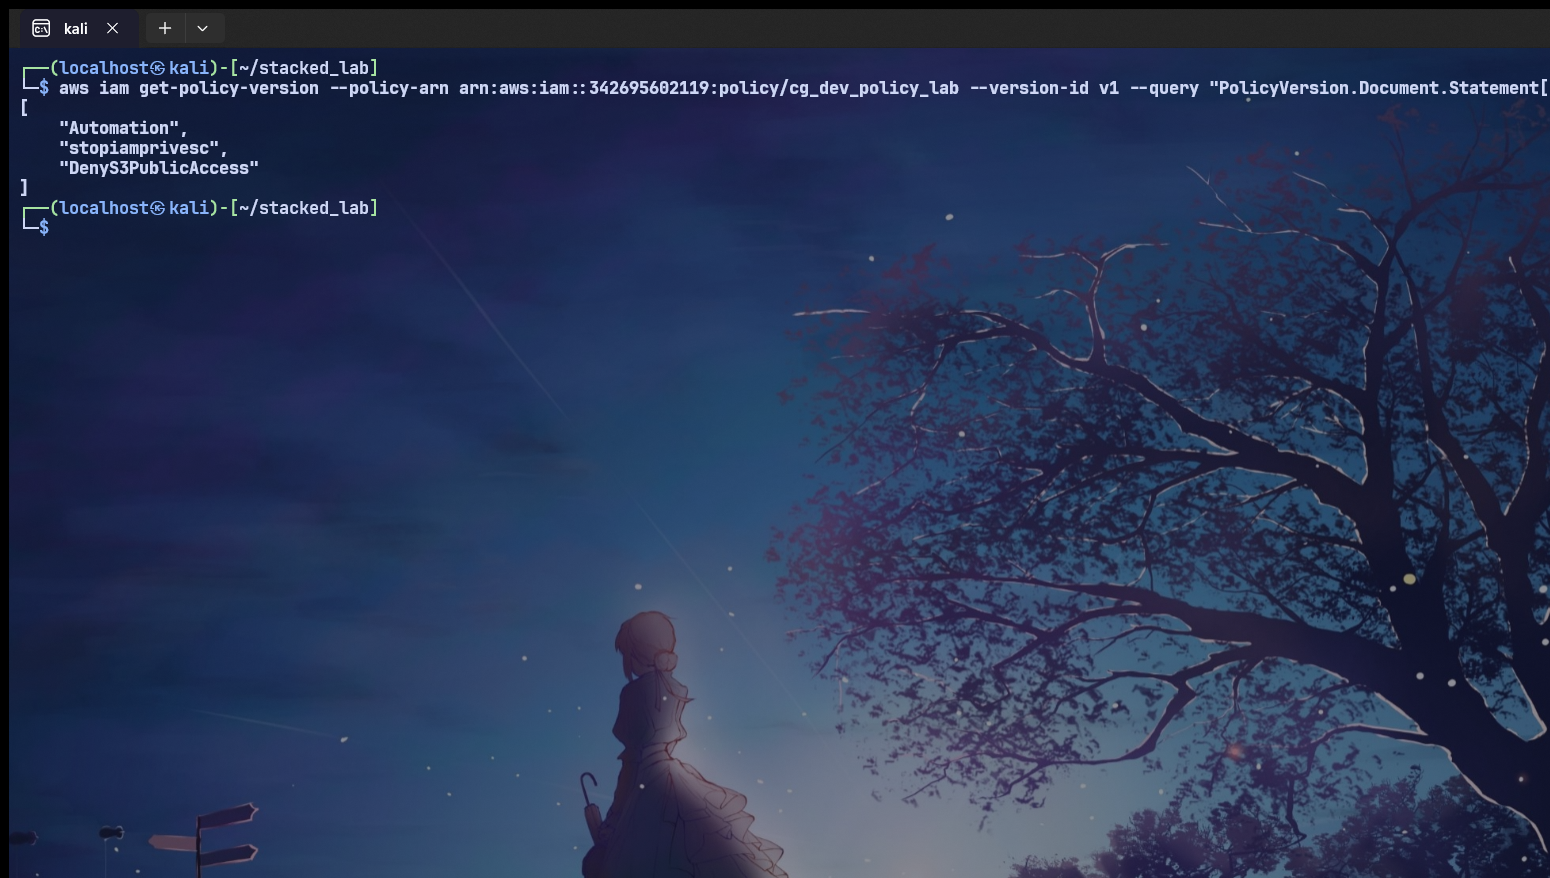 kali
┌──(localhost㉿kali)-[~/stacked_lab]
└─$ aws iam get-policy-version --policy-arn arn:aws:iam::342695602119:policy/cg_dev_policy_lab --version-id v1 --query "PolicyVersion.Document.Statement[
[
    "Automation",
    "stopiamprivesc",
    "DenyS3PublicAccess"
]
┌──(localhost㉿kali)-[~/stacked_lab]
└─$